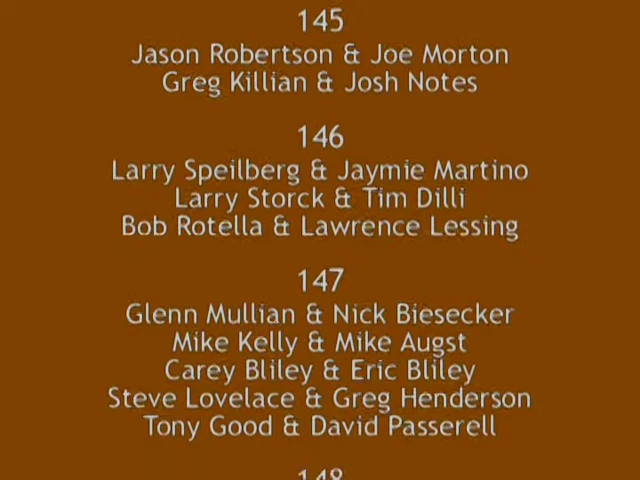 145
Jason Robertson & Joe Morton
Greg Killian & Josh Notes
146
Larry Speilberg & Jaymie Martino
Larry Storck & Tim Dilli
Bob Rotella & Lawrence Lessing
147
Glenn Mullian & Nick Biesecker
Mike Kelly & Mike Augst
Carey Bliley & Eric Bliley
Steve Lovelace & Greg Henderson
Tony Good & David Passerell
148